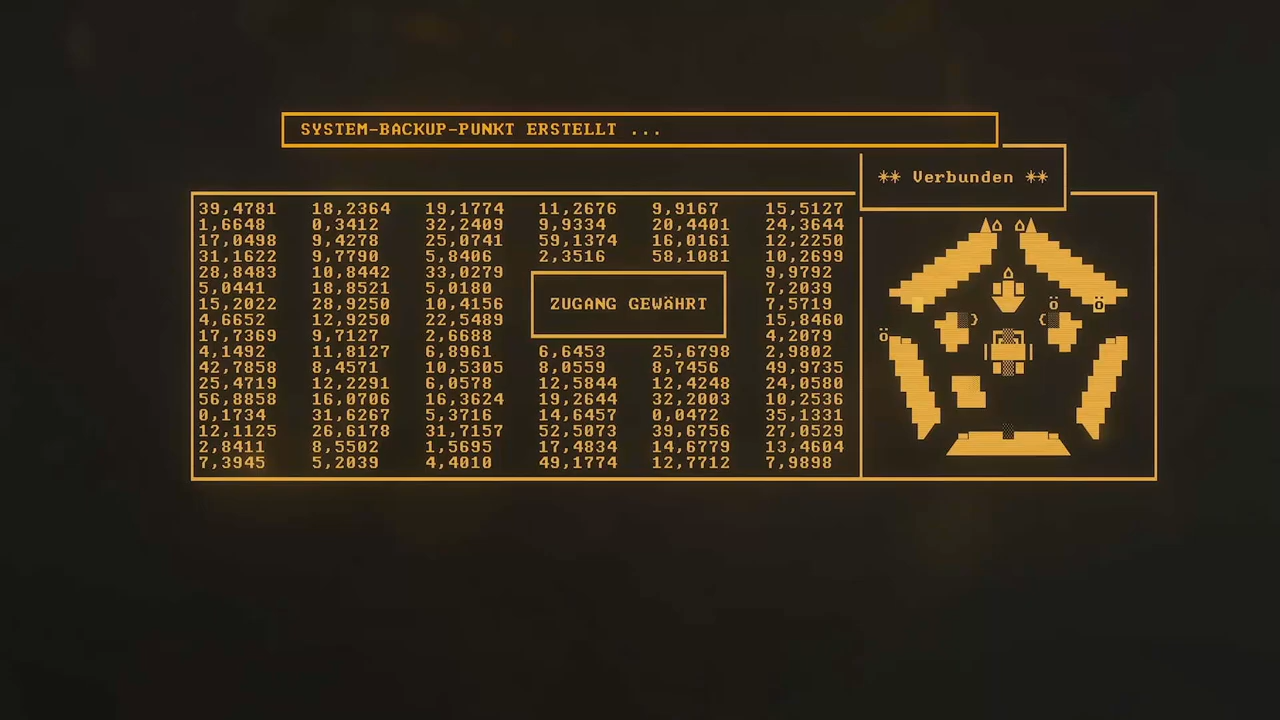 SYSTEM-BACKUP-PUNKT ERSTELLT ...
** Verbunden **
39,4781 18,2364 19,1774 11,2676 9,9167 15,5127
1,6648 0,3412 32,2409 9,9334 20,4401 24,3644
17,0498 9,4278 25,0741 59,1374 16,0161 12,2250
31,1622 9,7790 5,8406 2,3516 58,1081 10,2699
28,8483 10,8442 33,0279 9,9792
5,0441 18,8521 5,0180 7,2039
15,2022 28,9250 10,4156 ZUGANG GEWÄHRT 7,5719
4,6652 12,9250 22,5489 15,8460
17,7369 9,7127 2,6688 4,2079
4,1492 11,8127 6,8961 6,6453 25,6798 2,9802
42,7858 8,4571 10,5305 8,0559 8,7456 49,9735
25,4719 12,2291 6,0578 12,5844 12,4248 24,0580
56,8858 16,0706 16,3624 19,2644 32,2003 10,2536
0,1734 31,6267 5,3716 14,6457 0,0472 35,1331
12,1125 26,6178 31,7157 52,5073 39,6756 27,0529
2,8411 8,5502 1,5695 17,4834 14,6779 13,4604
7,3945 5,2039 4,4010 49,1774 12,7712 7,9898